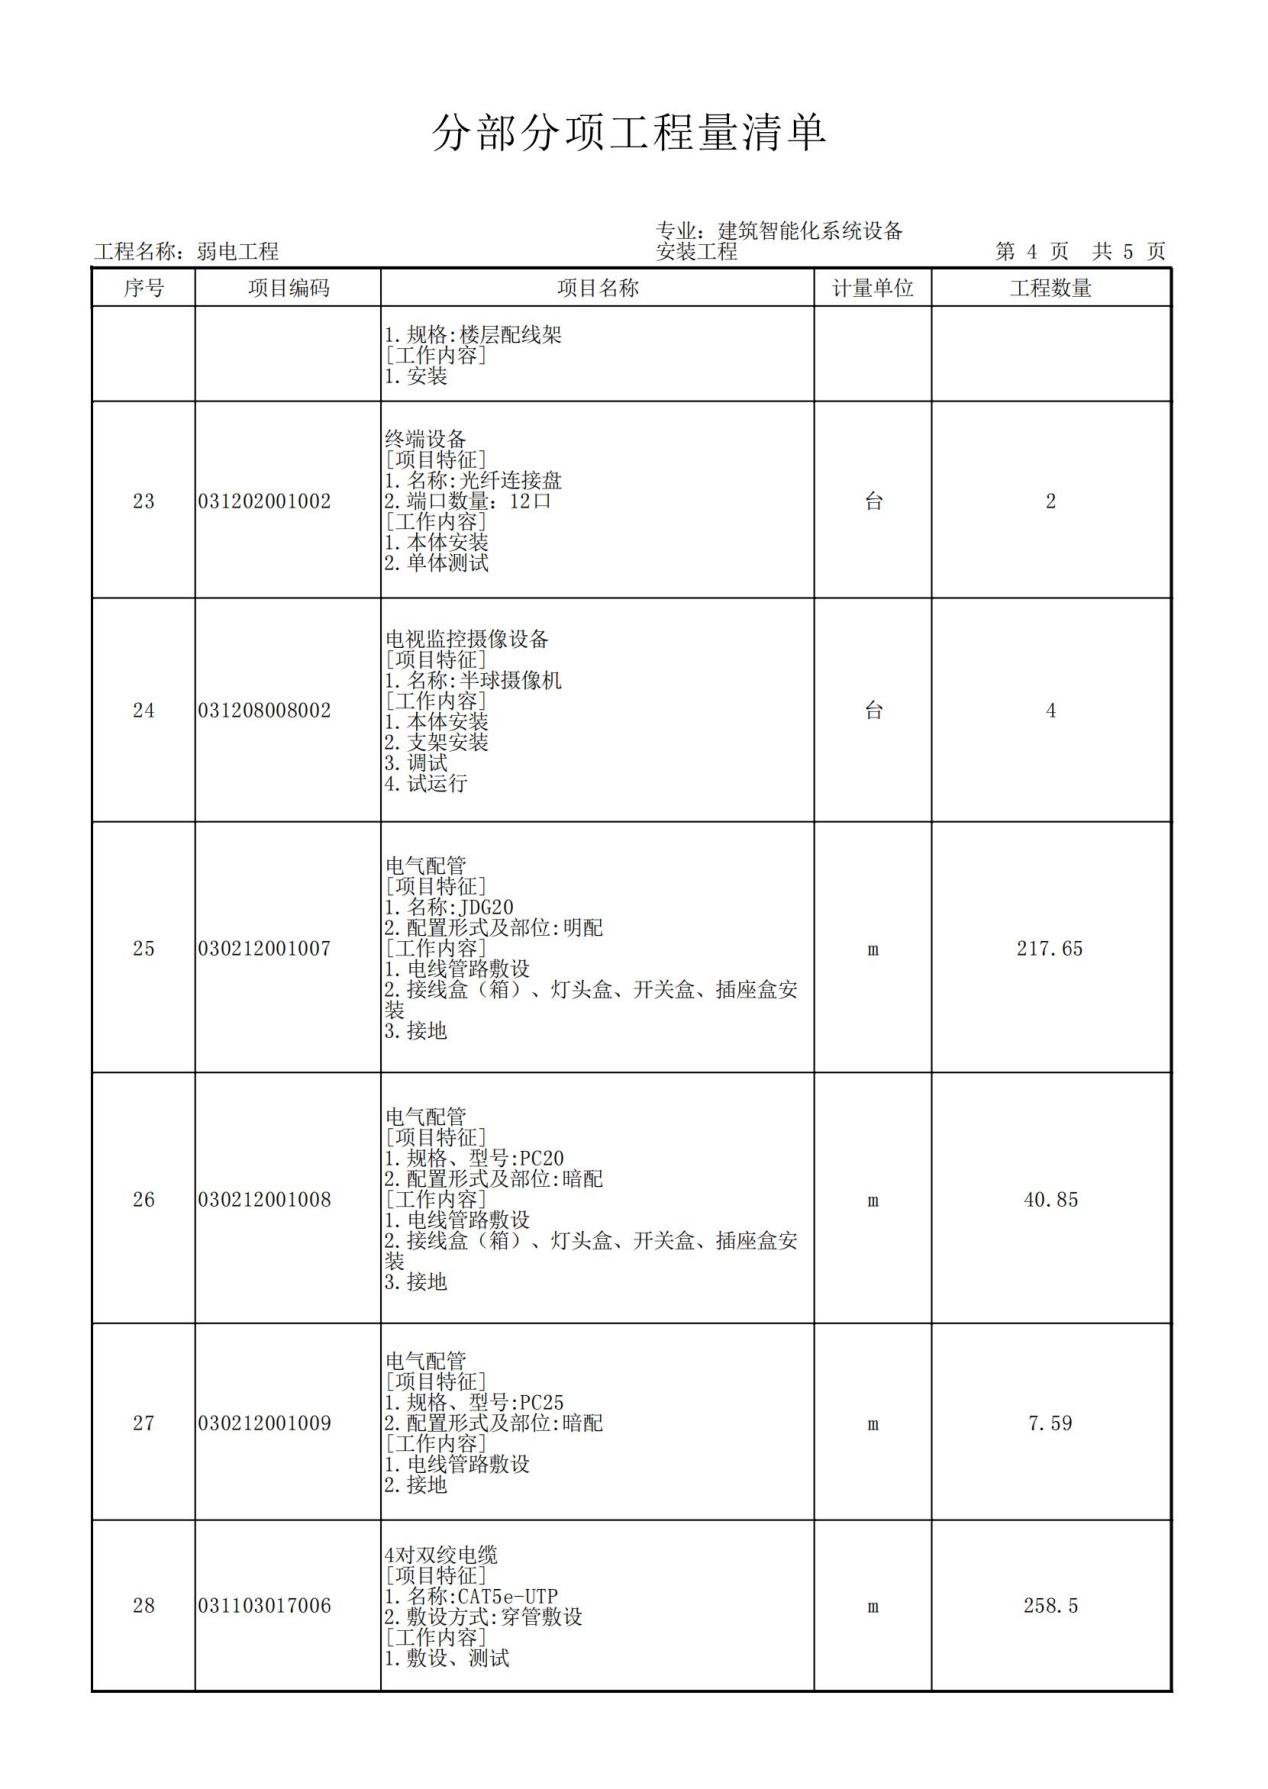 分部分项工程量清单
专业：建筑智能化系统设备
工程名称：弱电工程 安装工程 第 4 页 共 5 页
序号 项目编码 项目名称 计量单位 工程数量
1.规格:楼层配线架
[工作内容]
1.安装
终端设备
[项目特征]
1.名称:光纤连接盘
23 031202001002 2.端口数量：12口 台 2
[工作内容]
1.本体安装
2.单体测试
电视监控摄像设备
[项目特征]
1.名称:半球摄像机
[工作内容]
24 031208008002 1.本体安装 台 4
2.支架安装
3.调试
4.试运行
电气配管
[项目特征]
1.名称:JDG20
2.配置形式及部位:明配
25 030212001007 [工作内容] m 217.65
1.电线管路敷设
2.接线盒（箱）、灯头盒、开关盒、插座盒安
装
3.接地
电气配管
[项目特征]
1.规格、型号:PC20
2.配置形式及部位:暗配
26 030212001008 [工作内容] m 40.85
1.电线管路敷设
2.接线盒（箱）、灯头盒、开关盒、插座盒安
装
3.接地
电气配管
[项目特征]
1.规格、型号:PC25
27 030212001009 2.配置形式及部位:暗配 m 7.59
[工作内容]
1.电线管路敷设
2.接地
4对双绞电缆
[项目特征]
1.名称:CAT5e-UTP
28 031103017006 2.敷设方式:穿管敷设 m 258.5
[工作内容]
1.敷设、测试